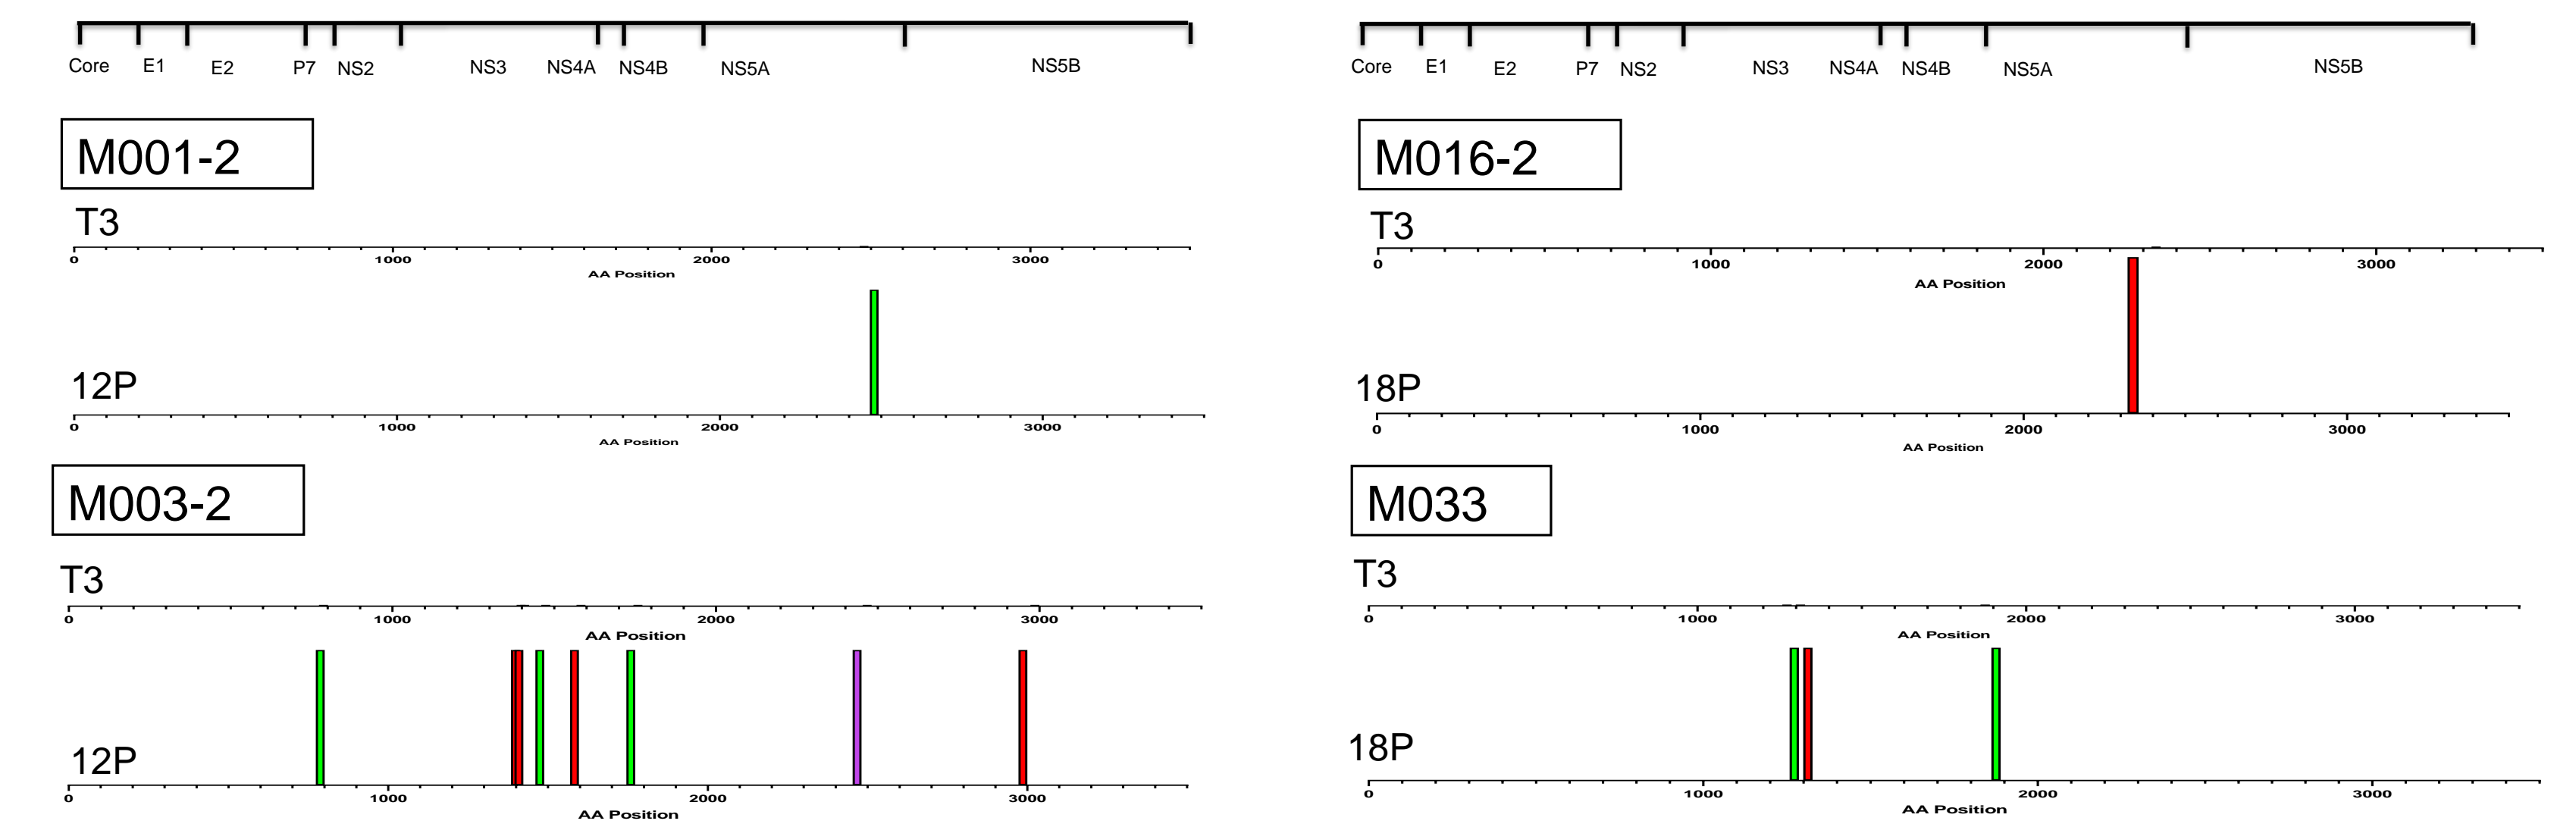 Core E1 E2 P7 NS2 NS3 NS4A NS4B NS5A NS5B
M001-2
T3
0 1000 2000 3000
AA Position
12P
0 1000 2000 3000
AA Position
M003-2
T3
0 1000 2000 3000
AA Position
12P
0 1000 2000 3000
AA Position
Core E1 E2 P7 NS2 NS3 NS4A NS4B NS5A NS5B
M016-2
T3
0 1000 2000 3000
AA Position
18P
0 1000 2000 3000
AA Position
M033
T3
0 1000 2000 3000
AA Position
18P
0 1000 2000 3000
AA Position